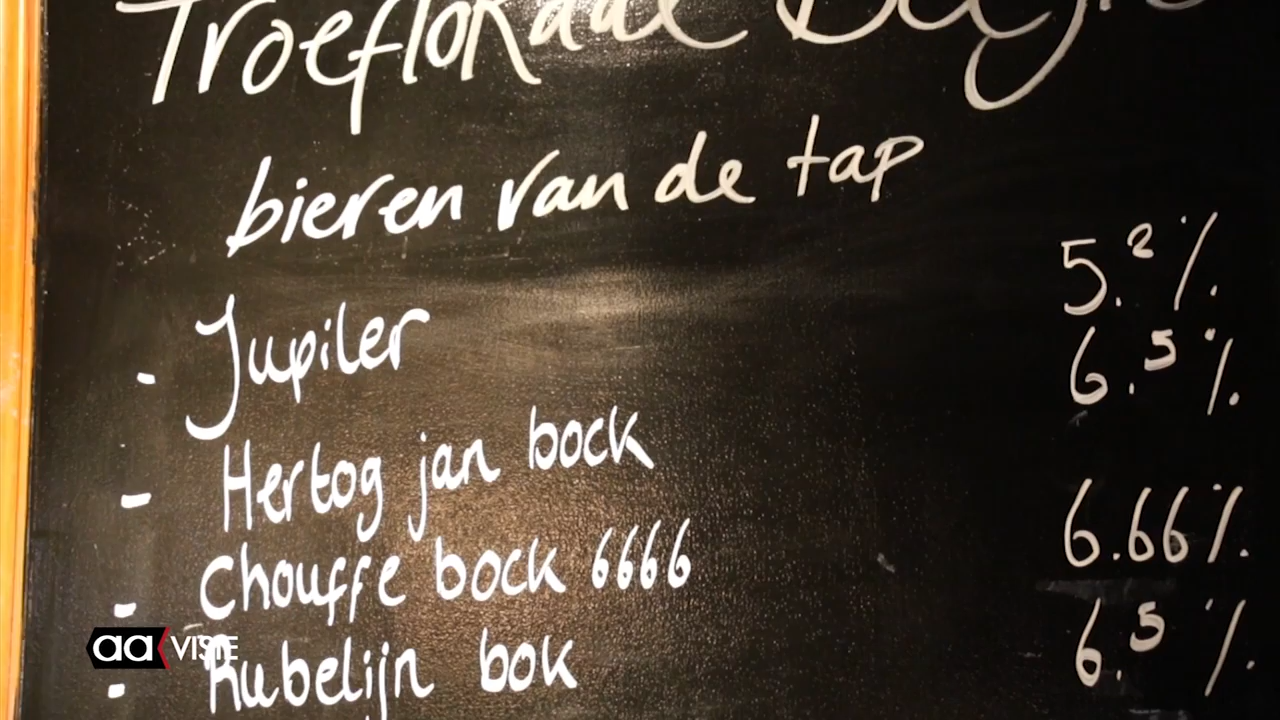 Troeflokaal
bieren van de tap
- Jupiler 5.2%
- Hertog jan bock 6.5%
- Chouffe bock 6666 6.66%
- Rubelijn bok 6.5%
aa VISIE